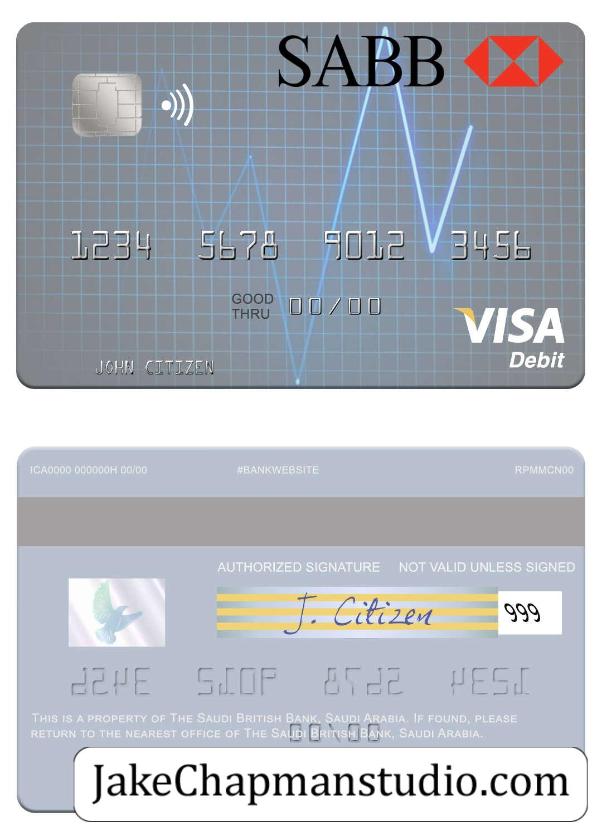 SABB
1234 5678 9012 3456
GOOD
THRU 00/00
VISA
Debit
JOHN CITIZEN
ICA0000 000000H 00/00 #BANKWEBSITE RPMMCN00
AUTHORIZED SIGNATURE NOT VALID UNLESS SIGNED
J. Citizen 999
THIS IS A PROPERTY OF THE SAUDI BRITISH BANK, SAUDI ARABIA. IF FOUND, PLEASE
RETURN TO THE NEAREST OFFICE OF THE SAUDI BRITISH BANK, SAUDI ARABIA.
JakeChapmanstudio.com